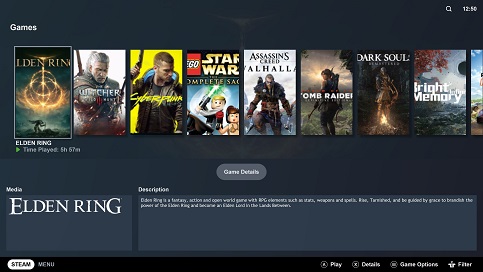 12:50
Games
ELDEN RING
WITCHER
WILD HUNT
CYBERPUNK
LEGO
STAR WARS
COMPLETE SAGA
ASSASSIN'S CREED
VALHALLA
TOMB RAIDER
DARK SOULS
REMASTERED
Bright Memory
ELDEN RING
Time Played: 5h 57m
Game Details
Media
Description
ELDEN RING
Elden Ring is a fantasy, action and open world game with RPG elements such as stats, weapons and spells. Rise, Tarnished, and be guided by grace to brandish the
power of the Elden Ring and become an Elden Lord in the Lands Between.
STEAM MENU
A Play
X Details
Game Options
Y Filter